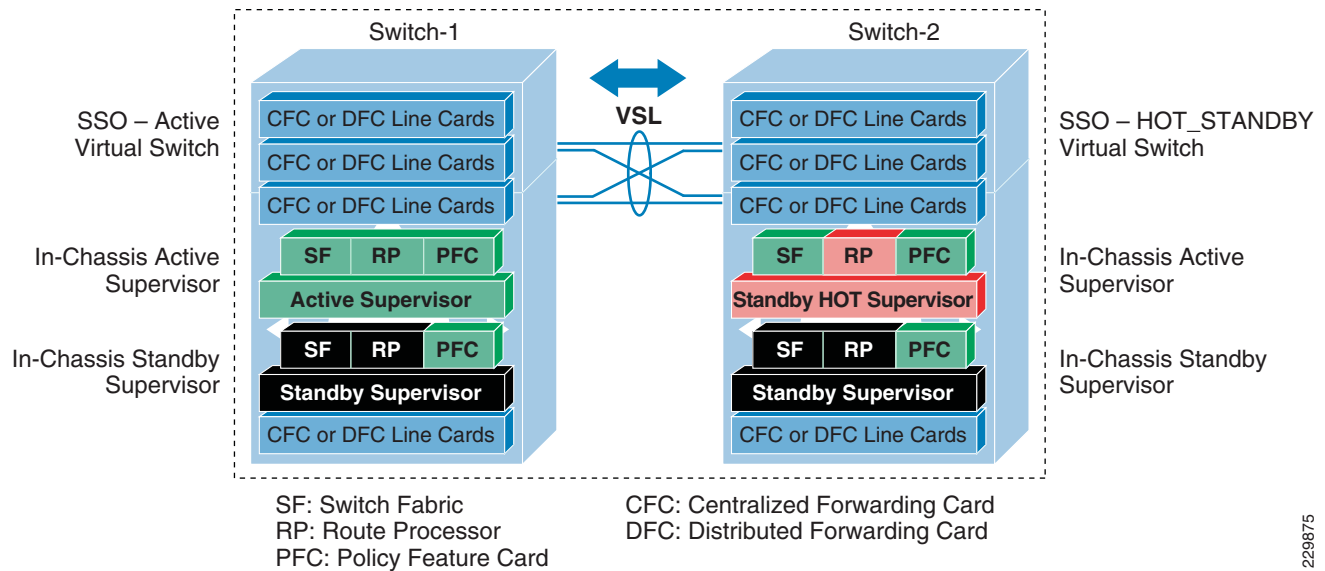 Switch-1
Switch-2
SSO – Active
Virtual Switch
CFC or DFC Line Cards
CFC or DFC Line Cards
CFC or DFC Line Cards
VSL
CFC or DFC Line Cards
CFC or DFC Line Cards
CFC or DFC Line Cards
SSO – HOT_STANDBY
Virtual Switch
In-Chassis Active
Supervisor
SF RP PFC
Active Supervisor
SF RP PFC
Standby HOT Supervisor
In-Chassis Active
Supervisor
In-Chassis Standby
Supervisor
SF RP PFC
Standby Supervisor
CFC or DFC Line Cards
SF RP PFC
Standby Supervisor
CFC or DFC Line Cards
In-Chassis Standby
Supervisor
SF: Switch Fabric
RP: Route Processor
PFC: Policy Feature Card
CFC: Centralized Forwarding Card
DFC: Distributed Forwarding Card
229875